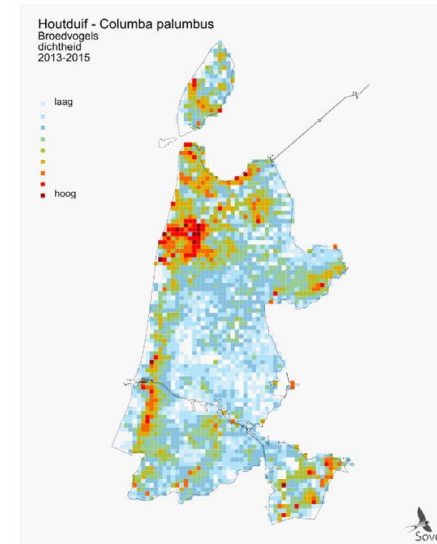 Houtduif - Columba palumbus
Broedvogels
dichtheid
2013-2015
laag
hoog